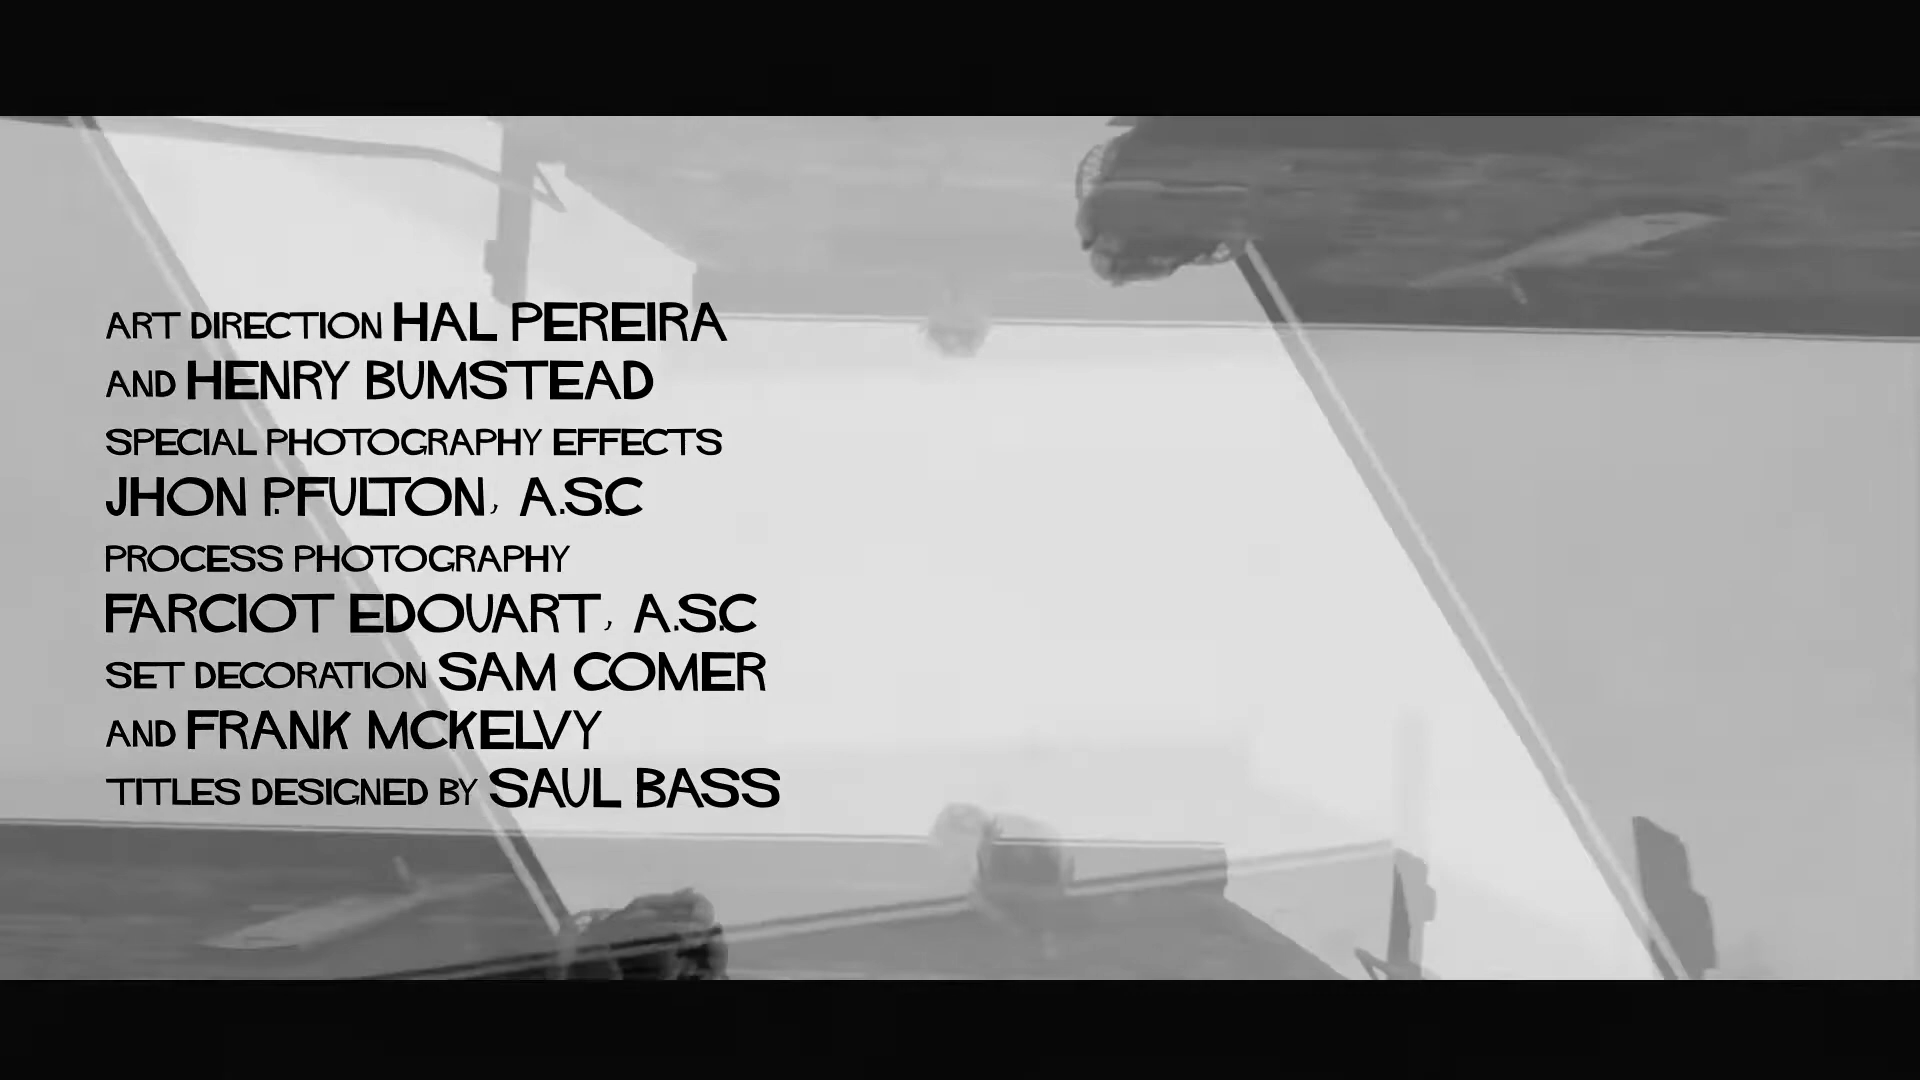 ART DIRECTION HAL PEREIRA
AND HENRY BUMSTEAD
SPECIAL PHOTOGRAPHY EFFECTS
JHON P.FULTON, A.S.C
PROCESS PHOTOGRAPHY
FARCIOT EDOUART, A.S.C
SET DECORATION SAM COMER
AND FRANK MCKELVY
TITLES DESIGNED BY SAUL BASS